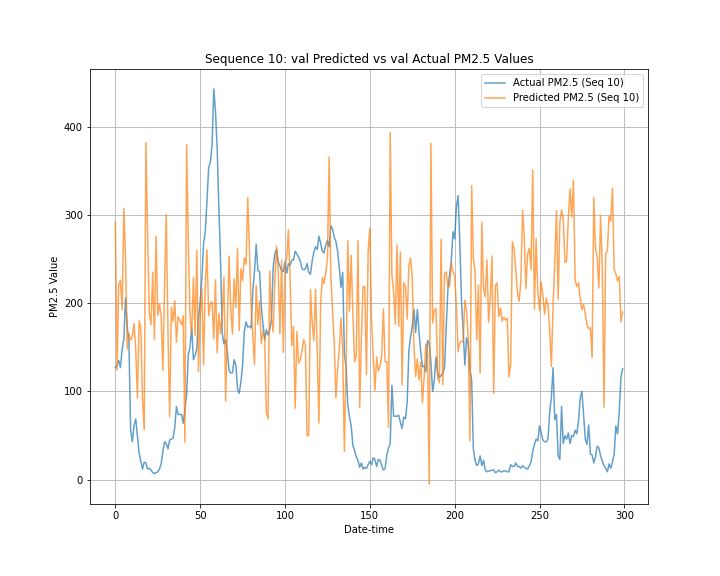 Sequence 10: val Predicted vs val Actual PM2.5 Values
Actual PM2.5 (Seq 10)
Predicted PM2.5 (Seq 10)
PM2.5 Value
400
300
200
100
0
0 50 100 150 200 250 300
Date-time